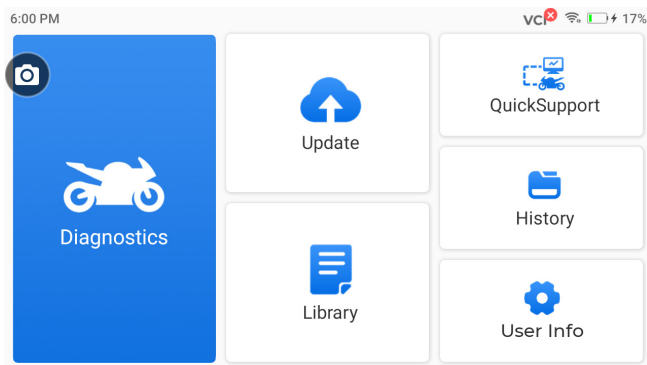 6:00 PM
VCI
17%
Diagnostics
Update
Library
QuickSupport
History
User Info